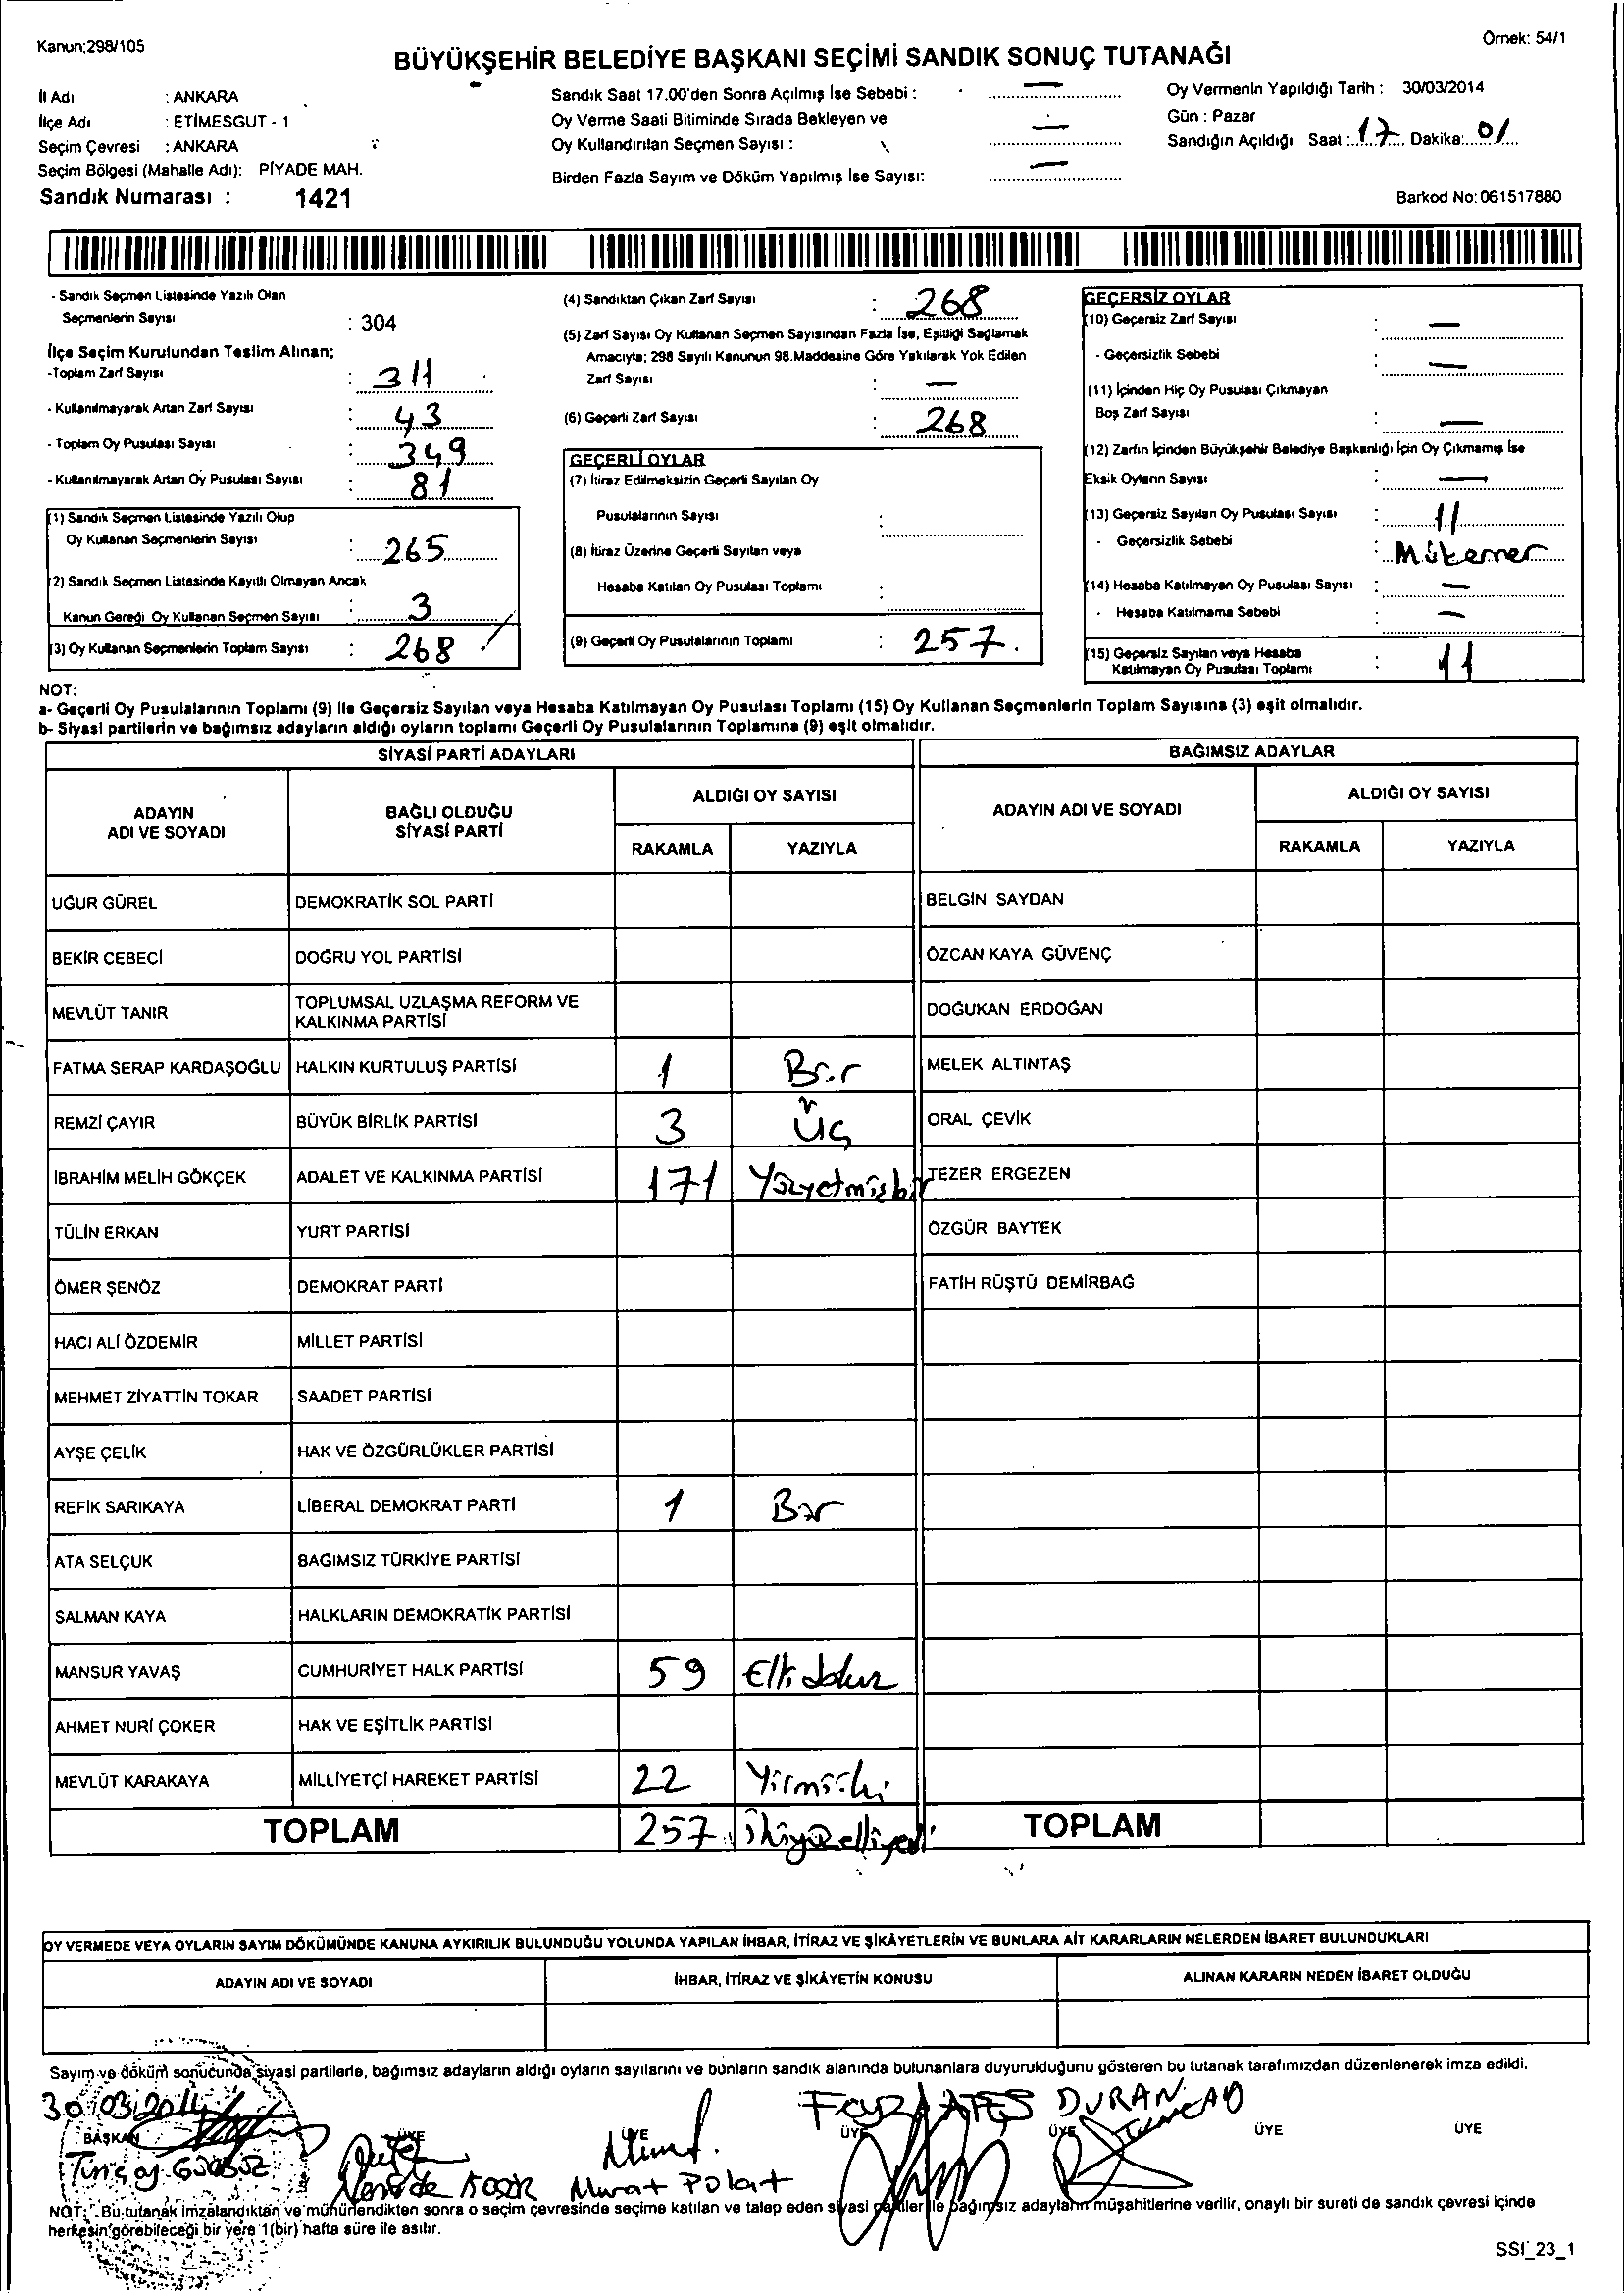 Kanun:298/105
Örnek: 54/1
BÜYÜKŞEHİR BELEDİYE BAŞKANI SEÇİMİ SANDIK SONUÇ TUTANAĞI
İl Adı : ANKARA
İlçe Adı : ETİMESGUT - 1
Seçim Çevresi : ANKARA
Seçim Bölgesi (Mahalle Adı): PİYADE MAH.
Sandık Numarası : 1421
Sandık Saat 17.00'den Sonra Açılmış İse Sebebi : —
Oy Verme Saati Bitiminde Sırada Bekleyen ve
Oy Kullandırılan Seçmen Sayısı : —
Birden Fazla Sayım ve Döküm Yapılmış İse Sayısı: —
Oy Vermenin Yapıldığı Tarih : 30/03/2014
Gün : Pazar
Sandığın Açıldığı Saat : 17 Dakika: 01
Barkod No: 061517880
- Sandık Seçmen Listesinde Yazılı Olan
Seçmenlerin Sayısı : 304
İlçe Seçim Kurulundan Teslim Alınan;
-Toplam Zarf Sayısı : 311
- Kullanılmayarak Artan Zarf Sayısı : 43
- Toplam Oy Pusulası Sayısı : 349
- Kullanılmayarak Artan Oy Pusulası Sayısı : 81
(1) Sandık Seçmen Listesinde Yazılı Olup
Oy Kullanan Seçmenlerin Sayısı : 265
(2) Sandık Seçmen Listesinde Kayıtlı Olmayan Ancak
Kanun Gereği Oy Kullanan Seçmen Sayısı : 3
(3) Oy Kullanan Seçmenlerin Toplam Sayısı : 268
(4) Sandıktan Çıkan Zarf Sayısı : 268
(5) Zarf Sayısı Oy Kullanan Seçmen Sayısından Fazla İse, Eşitliği Sağlamak
Amacıyla; 298 Sayılı Kanunun 98.Maddesine Göre Yakılarak Yok Edilen
Zarf Sayısı : —
(6) Geçerli Zarf Sayısı : 268
GEÇERLİ OYLAR
(7) İtiraz Edilmeksizin Geçerli Sayılan Oy
Pusulalarının Sayısı :
(8) İtiraz Üzerine Geçerli Sayılan veya
Hesaba Katılan Oy Pusulası Toplamı :
(9) Geçerli Oy Pusulalarının Toplamı : 257.
GEÇERSİZ OYLAR
(10) Geçersiz Zarf Sayısı : —
- Geçersizlik Sebebi : —
(11) İçinden Hiç Oy Pusulası Çıkmayan
Boş Zarf Sayısı : —
(12) Zarfın İçinden Büyükşehir Belediye Başkanlığı İçin Oy Çıkmamış İse
Eksik Oyların Sayısı : —
(13) Geçersiz Sayılan Oy Pusulası Sayısı : 11
- Geçersizlik Sebebi : Mükerrer
(14) Hesaba Katılmayan Oy Pusulası Sayısı : —
- Hesaba Katılmama Sebebi : —
(15) Geçersiz Sayılan veya Hesaba
Katılmayan Oy Pusulası Toplamı : 11
NOT:
a- Geçerli Oy Pusulalarının Toplamı (9) İle Geçersiz Sayılan veya Hesaba Katılmayan Oy Pusulası Toplamı (15) Oy Kullanan Seçmenlerin Toplam Sayısına (3) eşit olmalıdır.
b- Siyasi partilerin ve bağımsız adayların aldığı oyların toplamı Geçerli Oy Pusulalarının Toplamına (9) eşit olmalıdır.
SİYASİ PARTİ ADAYLARI BAĞIMSIZ ADAYLAR
ADAYIN ADI VE SOYADI BAĞLI OLDUĞU SİYASİ PARTİ ALDIĞI OY SAYISI ADAYIN ADI VE SOYADI ALDIĞI OY SAYISI
RAKAMLA YAZIYLA RAKAMLA YAZIYLA
UĞUR GÜREL DEMOKRATİK SOL PARTİ BELGİN SAYDAN
BEKİR CEBECİ DOĞRU YOL PARTİSİ ÖZCAN KAYA GÜVENÇ
MEVLÜT TANIR TOPLUMSAL UZLAŞMA REFORM VE KALKINMA PARTİSİ DOĞUKAN ERDOĞAN
FATMA SERAP KARDAŞOĞLU HALKIN KURTULUŞ PARTİSİ 1 Bir MELEK ALTINTAŞ
REMZİ ÇAYIR BÜYÜK BİRLİK PARTİSİ 3 Üç ORAL ÇEVİK
İBRAHİM MELİH GÖKÇEK ADALET VE KALKINMA PARTİSİ 171 Yüzyetmişbir TEZER ERGEZEN
TÜLİN ERKAN YURT PARTİSİ ÖZGÜR BAYTEK
ÖMER ŞENÖZ DEMOKRAT PARTİ FATİH RÜŞTÜ DEMİRBAĞ
HACI ALİ ÖZDEMİR MİLLET PARTİSİ
MEHMET ZİYATTİN TOKAR SAADET PARTİSİ
AYŞE ÇELİK HAK VE ÖZGÜRLÜKLER PARTİSİ
REFİK SARIKAYA LİBERAL DEMOKRAT PARTİ 1 Bir
ATA SELÇUK BAĞIMSIZ TÜRKİYE PARTİSİ
SALMAN KAYA HALKLARIN DEMOKRATİK PARTİSİ
MANSUR YAVAŞ CUMHURİYET HALK PARTİSİ 59 Elli dokuz
AHMET NURİ ÇOKER HAK VE EŞİTLİK PARTİSİ
MEVLÜT KARAKAYA MİLLİYETÇİ HAREKET PARTİSİ 22 Yirmiiki
TOPLAM 257 ikiyüzelliyedi TOPLAM
OY VERMEDE VEYA OYLARIN SAYIM DÖKÜMÜNDE KANUNA AYKIRILIK BULUNDUĞU YOLUNDA YAPILAN İHBAR, İTİRAZ VE ŞİKÂYETLERİN VE BUNLARA AİT KARARLARIN NELERDEN İBARET BULUNDUKLARI
ADAYIN ADI VE SOYADI İHBAR, İTİRAZ VE ŞİKÂYETİN KONUSU ALINAN KARARIN NEDEN İBARET OLDUĞU
Sayım ve döküm sonucunda siyasi partilerle, bağımsız adayların aldığı oyların sayılarını ve bunların sandık alanında bulunanlara duyurulduğunu gösteren bu tutanak tarafımızdan düzenlenerek imza edildi.
30/03/2014 ATEŞ DURAN
BAŞKAN ÜYE ÜYE ÜYE ÜYE ÜYE ÜYE
Murat Polat
NOT: -Bu tutanak imzalandıktan ve mühürlendikten sonra o seçim çevresinde seçime katılan ve talep eden siyasi partiler ile bağımsız adayların müşahitlerine verilir, onaylı bir sureti de sandık çevresi içinde
herkesin görebileceği bir yere 1(bir) hafta süre ile asılır.
SSI_23_1